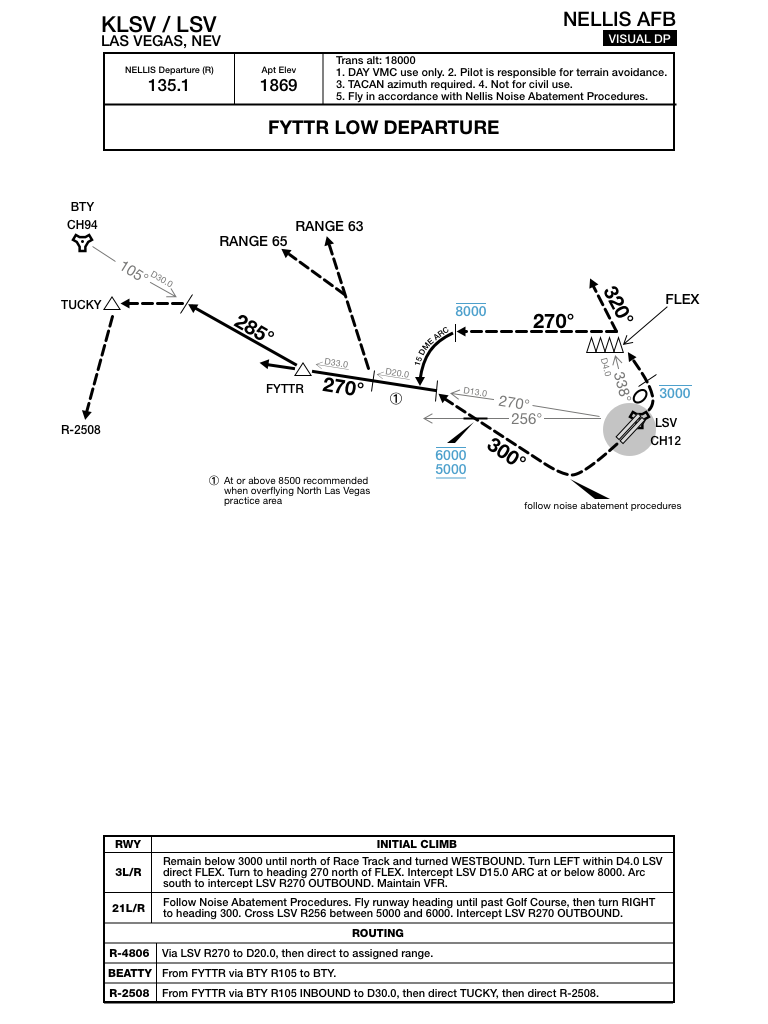 KLSV / LSV
LAS VEGAS, NEV
NELLIS AFB
VISUAL DP
NELLIS Departure (R)
135.1
Apt Elev
1869
Trans alt: 18000
1. DAY VMC use only. 2. Pilot is responsible for terrain avoidance.
3. TACAN azimuth required. 4. Not for civil use.
5. Fly in accordance with Nellis Noise Abatement Procedures.
FYTTR LOW DEPARTURE
BTY
CH94
105°
D30.0
TUCKY
R-2508
285°
RANGE 65
RANGE 63
FYTTR
D33.0
270°
D20.0
①
15 DME ARC
8000
270°
320°
FLEX
D4.0
338°
3000
LSV
CH12
D13.0
270°
256°
6000
5000
300°
① At or above 8500 recommended
when overflying North Las Vegas
practice area
follow noise abatement procedures
RWY
INITIAL CLIMB
3L/R
Remain below 3000 until north of Race Track and turned WESTBOUND. Turn LEFT within D4.0 LSV
direct FLEX. Turn to heading 270 north of FLEX. Intercept LSV D15.0 ARC at or below 8000. Arc
south to intercept LSV R270 OUTBOUND. Maintain VFR.
21L/R
Follow Noise Abatement Procedures. Fly runway heading until past Golf Course, then turn RIGHT
to heading 300. Cross LSV R256 between 5000 and 6000. Intercept LSV R270 OUTBOUND.
ROUTING
R-4806
Via LSV R270 to D20.0, then direct to assigned range.
BEATTY
From FYTTR via BTY R105 to BTY.
R-2508
From FYTTR via BTY R105 INBOUND to D30.0, then direct TUCKY, then direct R-2508.